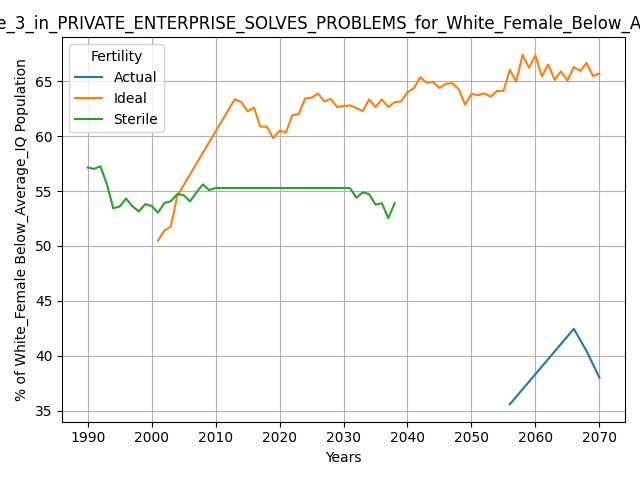 e_3_in_PRIVATE_ENTERPRISE_SOLVES_PROBLEMS_for_White_Female_Below_A
Fertility
Actual
Ideal
Sterile
% of White_Female Below_Average_IQ Population
65
60
55
50
45
40
35
1990 2000 2010 2020 2030 2040 2050 2060 2070
Years